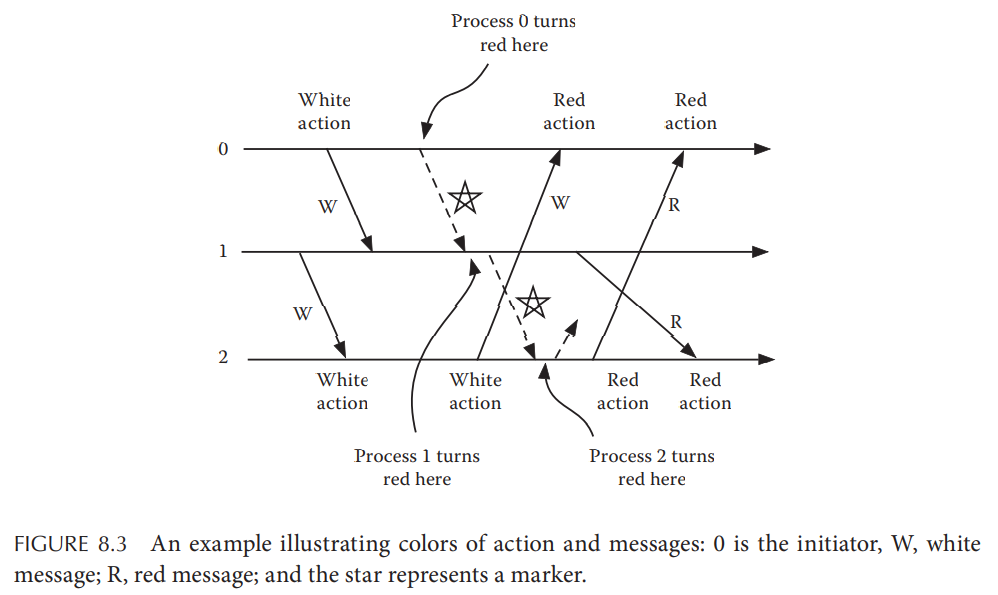 Process 0 turns
red here
White
action
Red
action
Red
action
0
W
W
R
1
W
R
2
White
action
White
action
Red
action
Red
action
Process 1 turns
red here
Process 2 turns
red here
FIGURE 8.3 An example illustrating colors of action and messages: 0 is the initiator, W, white
message; R, red message; and the star represents a marker.